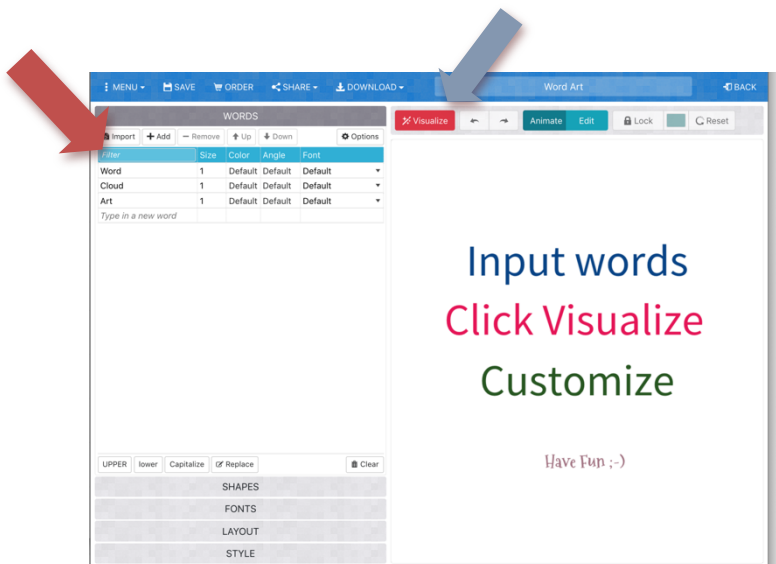 MENU SAVE ORDER SHARE DOWNLOAD Word Art BACK
WORDS
Import Add Remove Up Down Options
Filter Size Color Angle Font
Word 1 Default Default Default
Cloud 1 Default Default Default
Art 1 Default Default Default
Type in a new word
UPPER lower Capitalize Replace Clear
SHAPES
FONTS
LAYOUT
STYLE
Visualize Animate Edit Lock Reset
Input words
Click Visualize
Customize
Have Fun ;-)